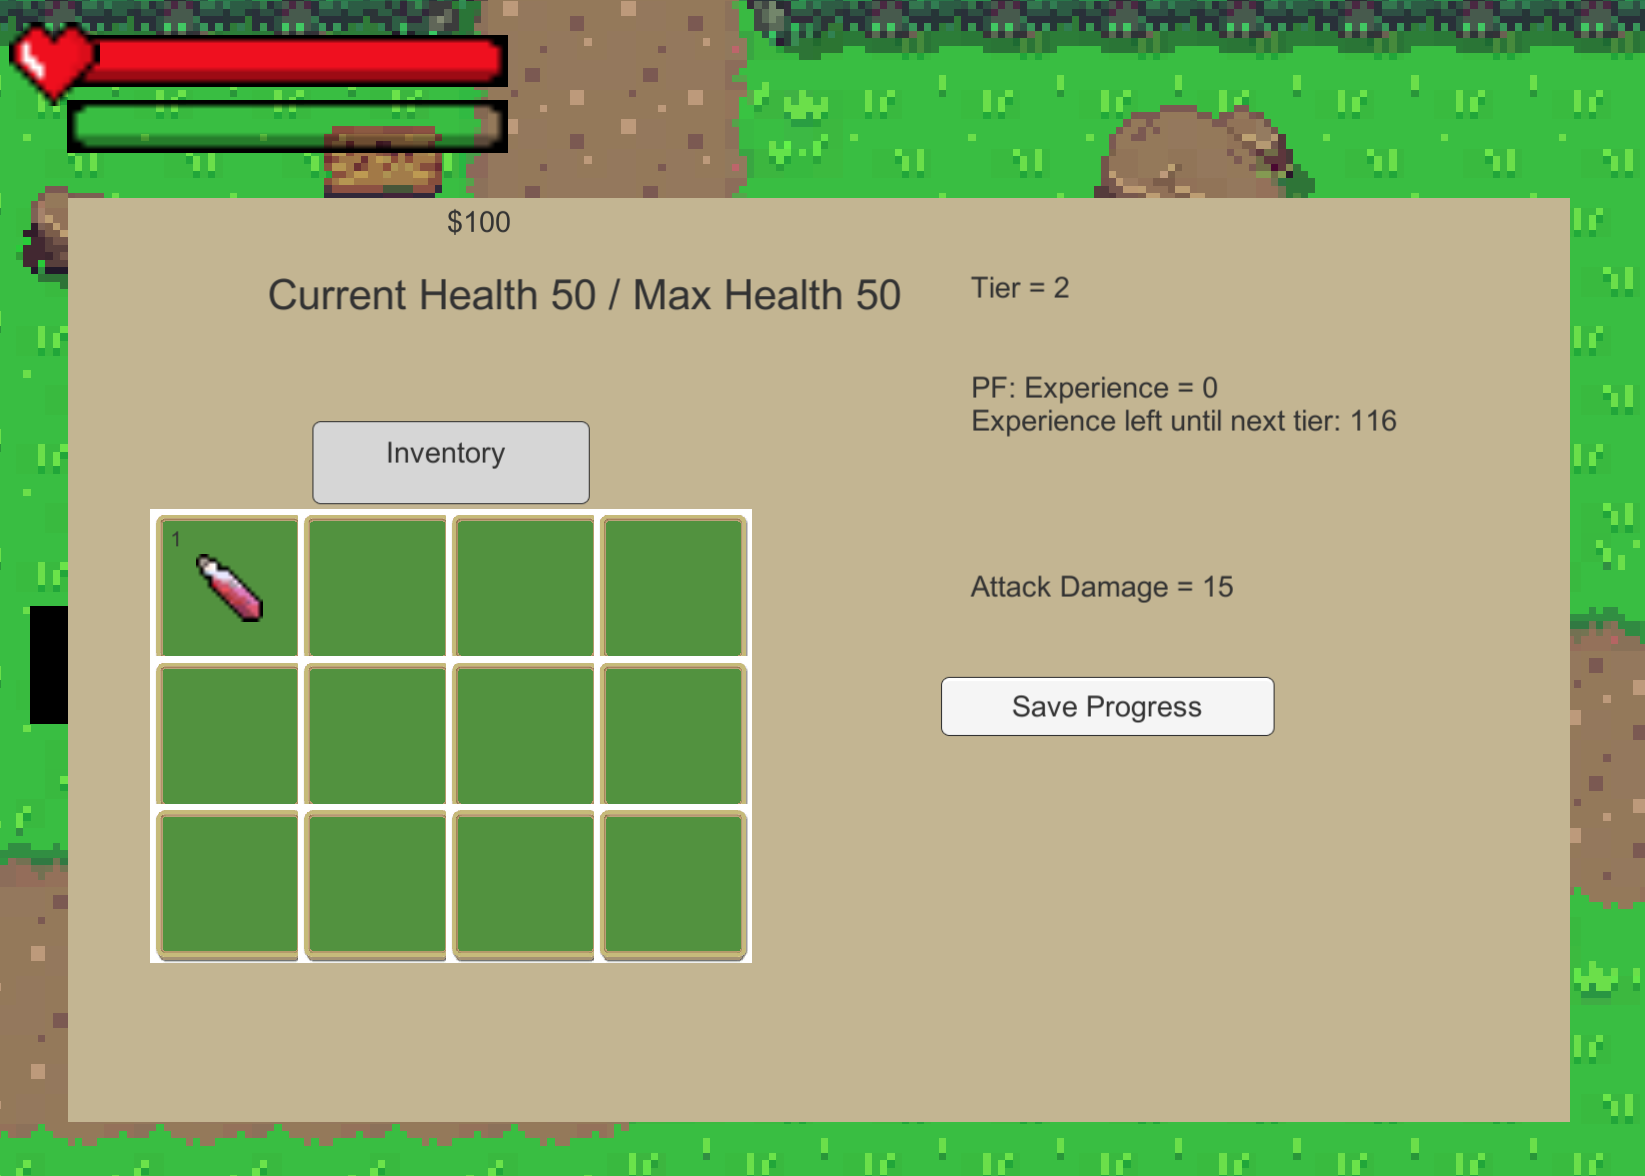 $100
Current Health 50 / Max Health 50
Tier = 2
PF: Experience = 0
Experience left until next tier: 116
Inventory
1
Attack Damage = 15
Save Progress